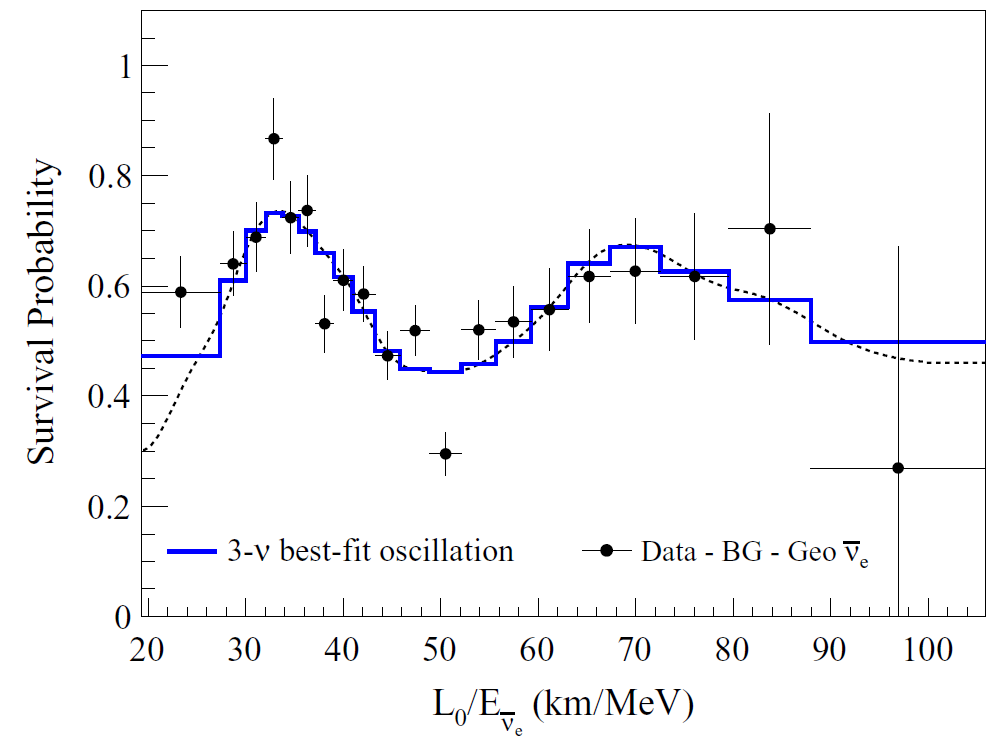 Survival Probability
1
0.8
0.6
0.4
0.2
0
3-ν best-fit oscillation
Data - BG - Geo ν̅e
20 30 40 50 60 70 80 90 100
L0/Eν̅e (km/MeV)